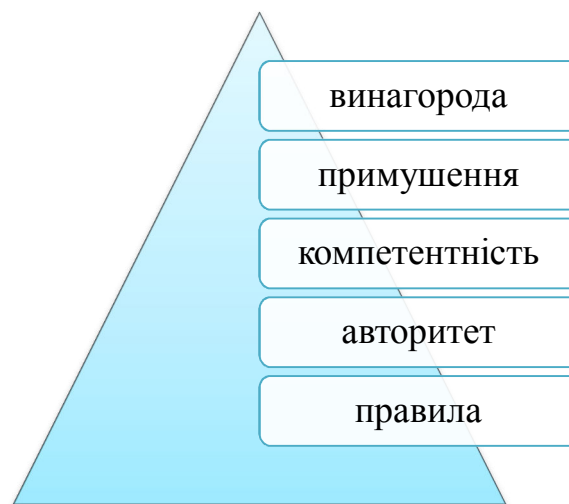 винагорода
примушення
компетентність
авторитет
правила